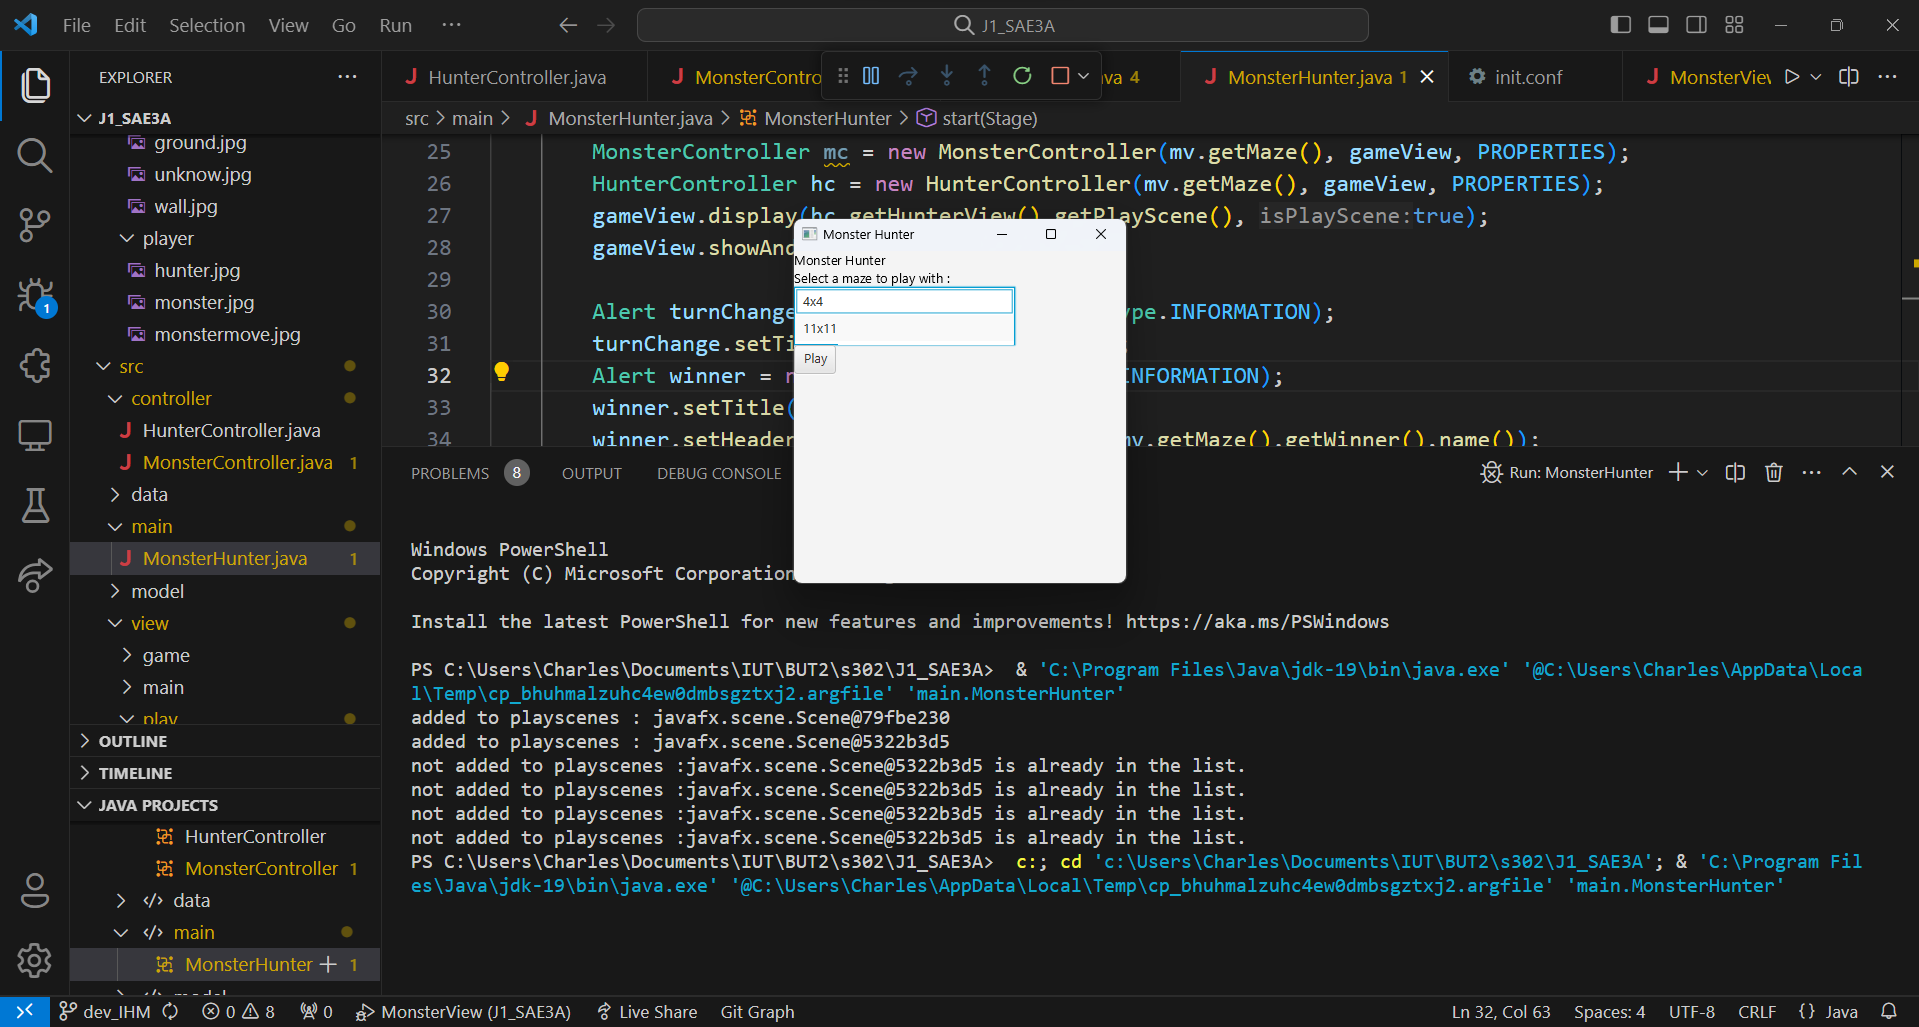 File Edit Selection View Go Run ···
J1_SAE3A
EXPLORER
J1_SAE3A
ground.jpg
unknow.jpg
wall.jpg
player
hunter.jpg
monster.jpg
monstermove.jpg
src
controller
J HunterController.java
J MonsterController.java 1
data
main
J MonsterHunter.java 1
model
view
game
main
play
OUTLINE
TIMELINE
JAVA PROJECTS
HunterController
MonsterController 1
data
main
MonsterHunter 1
model
1
J HunterController.java
J MonsterContro
va 4
J MonsterHunter.java 1
init.conf
J MonsterView
src > main > J MonsterHunter.java > MonsterHunter > start(Stage)
25 MonsterController mc = new MonsterController(mv.getMaze(), gameView, PROPERTIES);
26 HunterController hc = new HunterController(mv.getMaze(), gameView, PROPERTIES);
27 gameView.display(hc.getHunterView().getPlayScene(), isPlayScene:true);
28 gameView.showAn
29
30 Alert turnChange ype.INFORMATION);
31 turnChange.setTi ;
32 Alert winner = n INFORMATION);
33 winner.setTitle(
34 winner.setHeader mv.getMaze().getWinner().name());
Monster Hunter
Monster Hunter
Select a maze to play with :
4x4
11x11
Play
PROBLEMS 8 OUTPUT DEBUG CONSOLE
Run: MonsterHunter
Windows PowerShell
Copyright (C) Microsoft Corporation
Install the latest PowerShell for new features and improvements! https://aka.ms/PSWindows
PS C:\Users\Charles\Documents\IUT\BUT2\s302\J1_SAE3A>  & 'C:\Program Files\Java\jdk-19\bin\java.exe' '@C:\Users\Charles\AppData\Loca
l\Temp\cp_bhuhmalzuhc4ew0dmbsgztxj2.argfile' 'main.MonsterHunter'
added to playscenes : javafx.scene.Scene@79fbe230
added to playscenes : javafx.scene.Scene@5322b3d5
not added to playscenes :javafx.scene.Scene@5322b3d5 is already in the list.
not added to playscenes :javafx.scene.Scene@5322b3d5 is already in the list.
not added to playscenes :javafx.scene.Scene@5322b3d5 is already in the list.
not added to playscenes :javafx.scene.Scene@5322b3d5 is already in the list.
PS C:\Users\Charles\Documents\IUT\BUT2\s302\J1_SAE3A>  c:; cd 'c:\Users\Charles\Documents\IUT\BUT2\s302\J1_SAE3A'; & 'C:\Program Fil
es\Java\jdk-19\bin\java.exe' '@C:\Users\Charles\AppData\Local\Temp\cp_bhuhmalzuhc4ew0dmbsgztxj2.argfile' 'main.MonsterHunter'
dev_IHM 0 8 0 MonsterView (J1_SAE3A) Live Share Git Graph
Ln 32, Col 63 Spaces: 4 UTF-8 CRLF {} Java